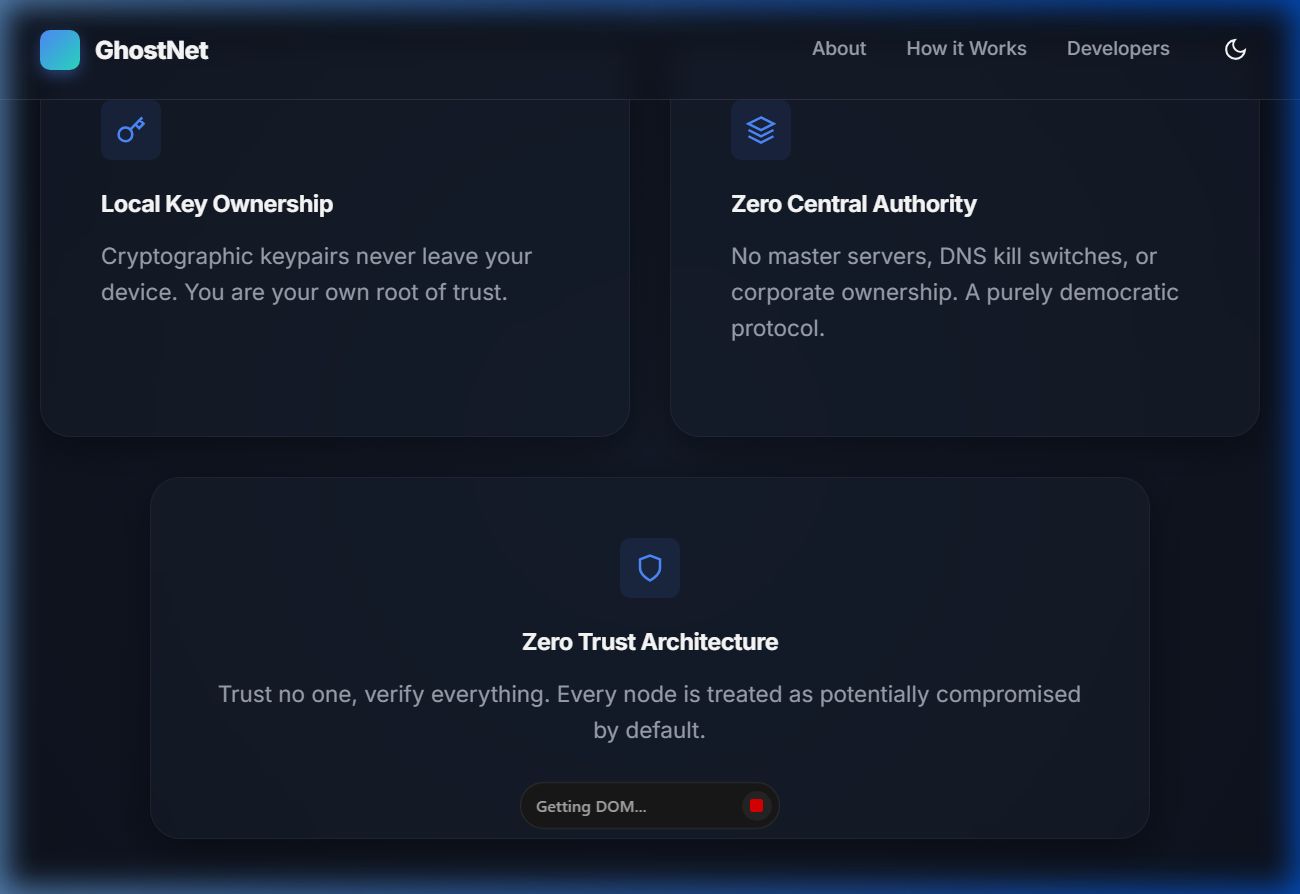 GhostNet
About
How it Works
Developers
Local Key Ownership
Cryptographic keypairs never leave your
device. You are your own root of trust.
Zero Central Authority
No master servers, DNS kill switches, or
corporate ownership. A purely democratic
protocol.
Zero Trust Architecture
Trust no one, verify everything. Every node is treated as potentially compromised
by default.
Getting DOM...